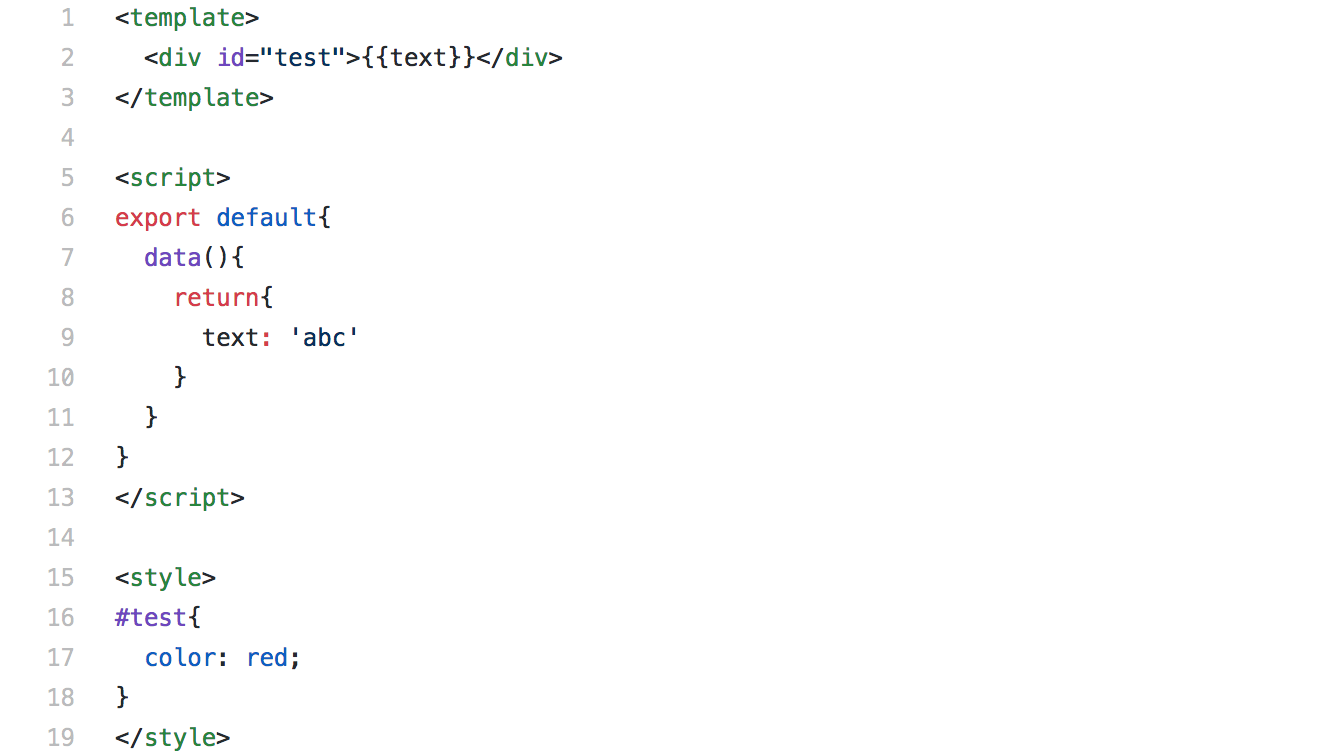 1 <template>
2   <div id="test">{{text}}</div>
3 </template>
4
5 <script>
6 export default{
7   data(){
8     return{
9       text: 'abc'
10     }
11   }
12 }
13 </script>
14
15 <style>
16 #test{
17   color: red;
18 }
19 </style>